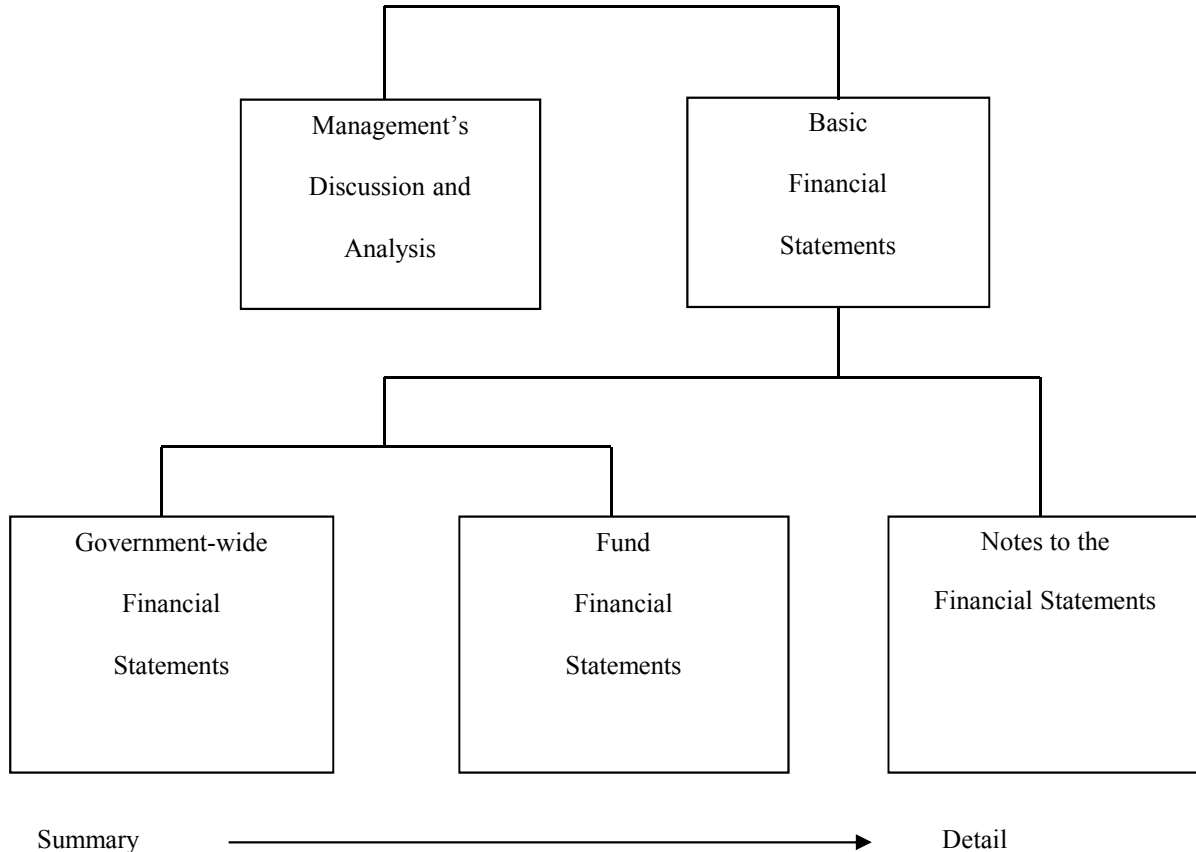 Management’s
Discussion and
Analysis
Basic
Financial
Statements
Government-wide
Financial
Statements
Fund
Financial
Statements
Notes to the
Financial Statements
Summary
Detail